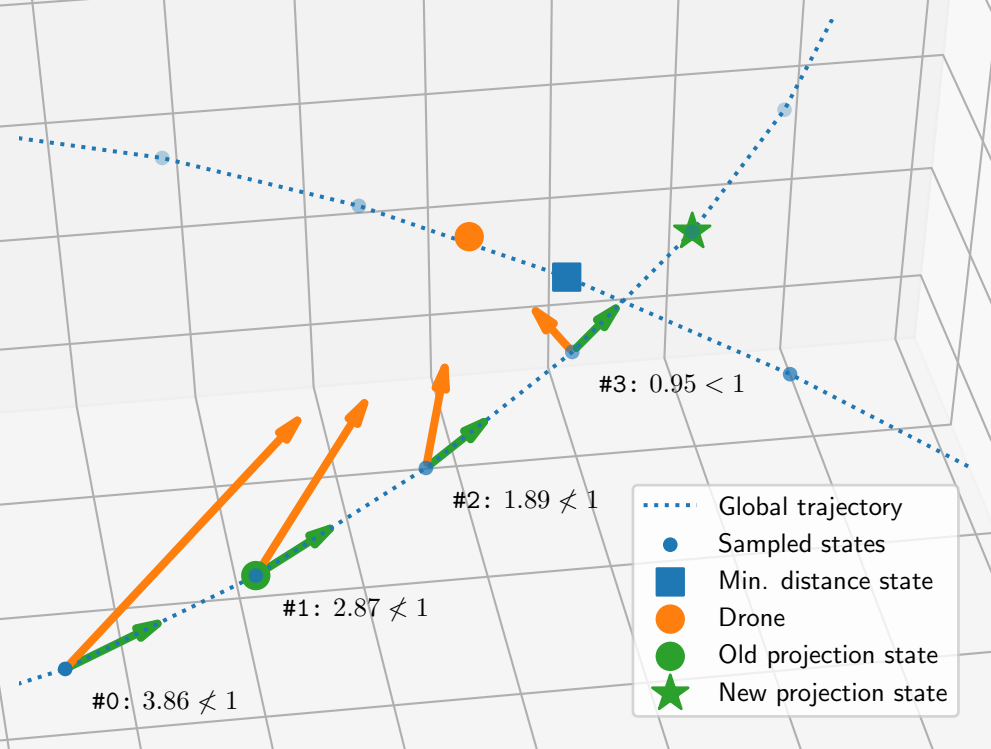 #3: 0.95 < 1
#2: 1.89 ≮ 1
#1: 2.87 ≮ 1
#0: 3.86 ≮ 1
Global trajectory
Sampled states
Min. distance state
Drone
Old projection state
New projection state